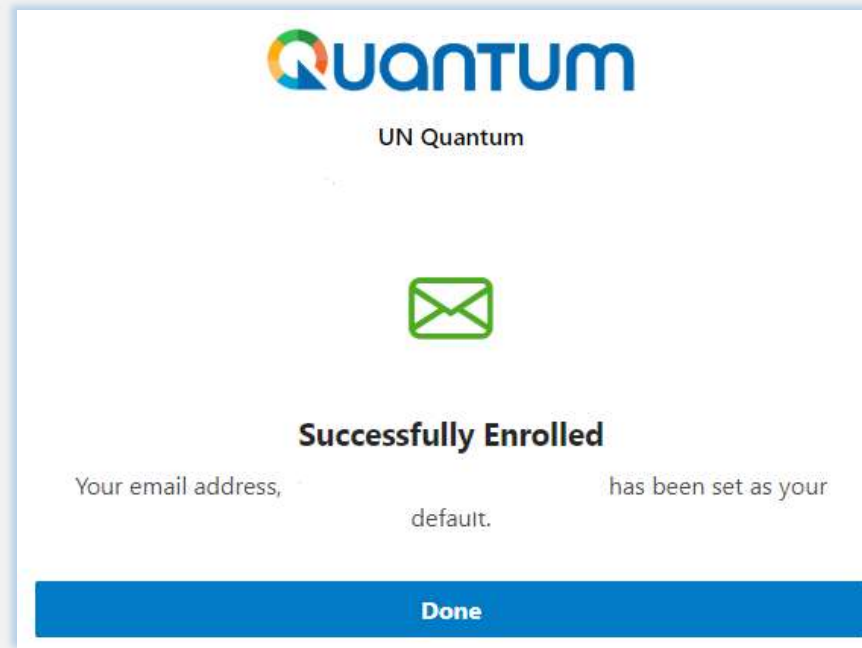 QUANTUM
UN Quantum
Successfully Enrolled
Your email address, has been set as your
default.
Done